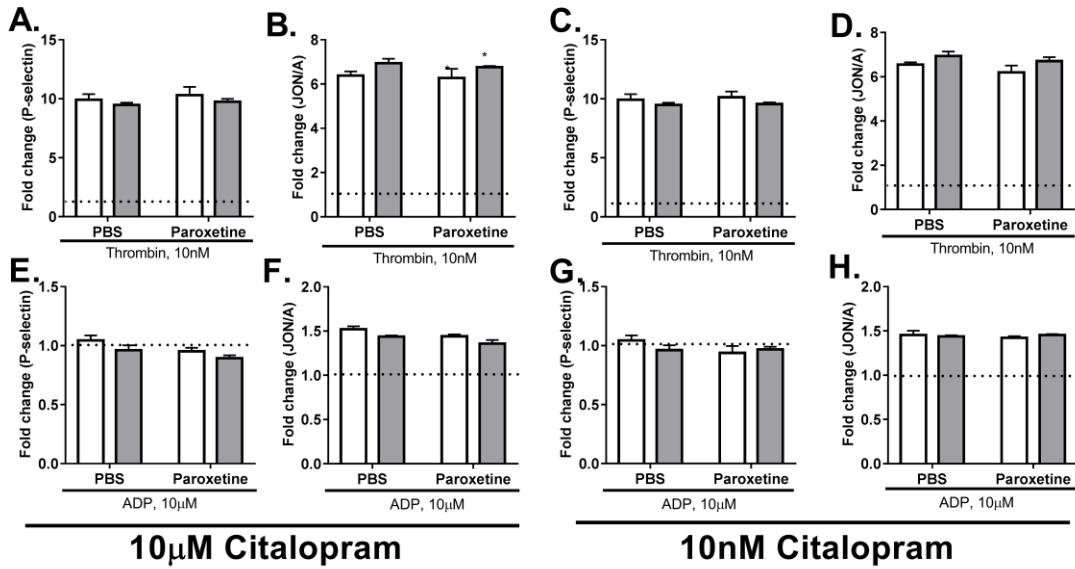 A.
Fold change (P-selectin)
15
10
5
0
PBS Paroxetine
Thrombin, 10nM
B.
Fold change (JON/A)
8
6
4
2
0
* *
PBS Paroxetine
Thrombin, 10nM
C.
Fold change (P-selectin)
15
10
5
0
PBS Paroxetine
Thrombin, 10nM
D.
Fold change (JON/A)
8
6
4
2
0
PBS Paroxetine
Thrombin, 10nM
E.
Fold change (P-selectin)
1.5
1.0
0.5
0.0
PBS Paroxetine
ADP, 10μM
F.
Fold change (JON/A)
2.0
1.5
1.0
0.5
0.0
PBS Paroxetine
ADP, 10μM
G.
Fold change (P-selectin)
1.5
1.0
0.5
0.0
PBS Paroxetine
ADP, 10μM
H.
Fold change (JON/A)
2.0
1.5
1.0
0.5
0.0
PBS Paroxetine
ADP, 10μM
10μM Citalopram
10nM Citalopram